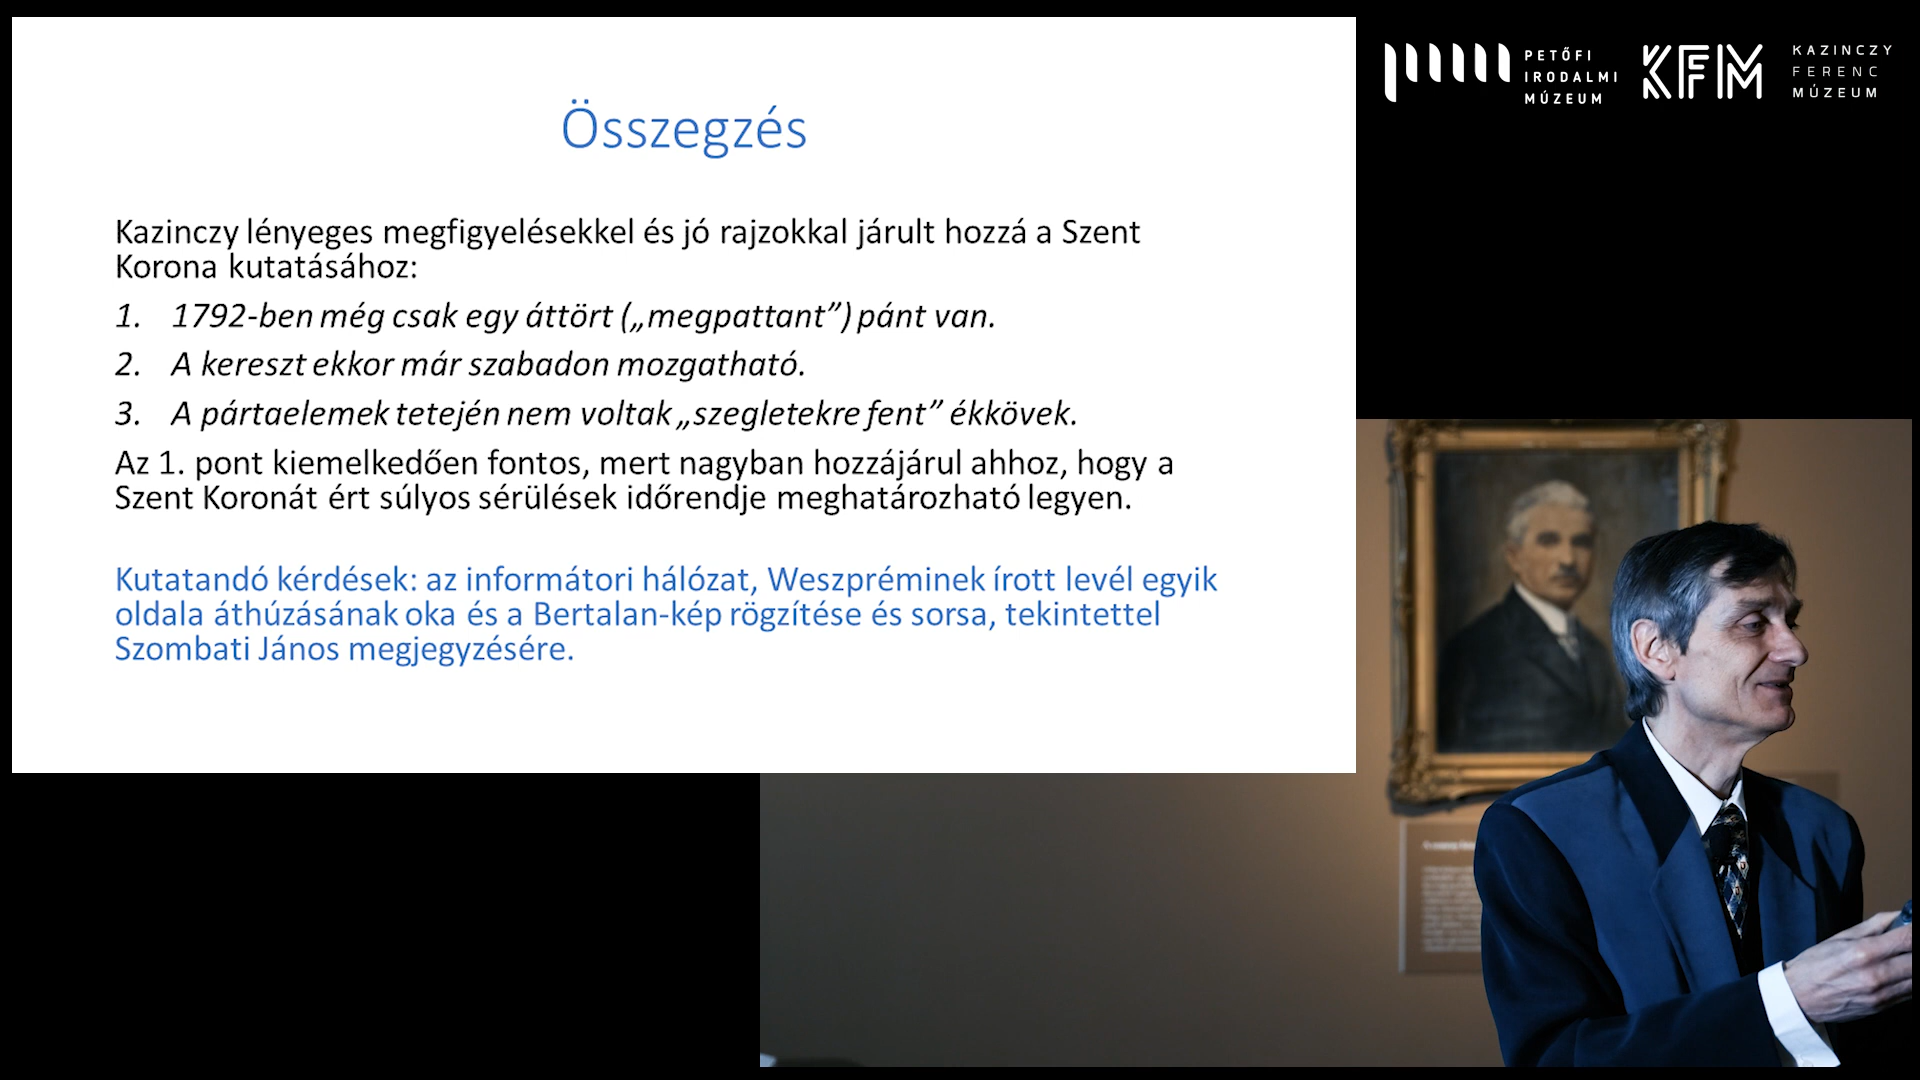 Összegzés
Kazinczy lényeges megfigyelésekkel és jó rajzokkal járult hozzá a Szent
Korona kutatásához:
1. 1792-ben még csak egy áttört („megpattant”) pánt van.
2. A kereszt ekkor már szabadon mozgatható.
3. A pártaelemek tetején nem voltak „szegletekre fent” ékkövek.
Az 1. pont kiemelkedően fontos, mert nagyban hozzájárul ahhoz, hogy a
Szent Koronát ért súlyos sérülések időrendje meghatározható legyen.
Kutatandó kérdések: az informátori hálózat, Weszpréminek írott levél egyik
oldala áthúzásának oka és a Bertalan-kép rögzítése és sorsa, tekintettel
Szombati János megjegyzésére.
PETŐFI
IRODALMI
MÚZEUM
KFM
KAZINCZY
FERENC
MÚZEUM